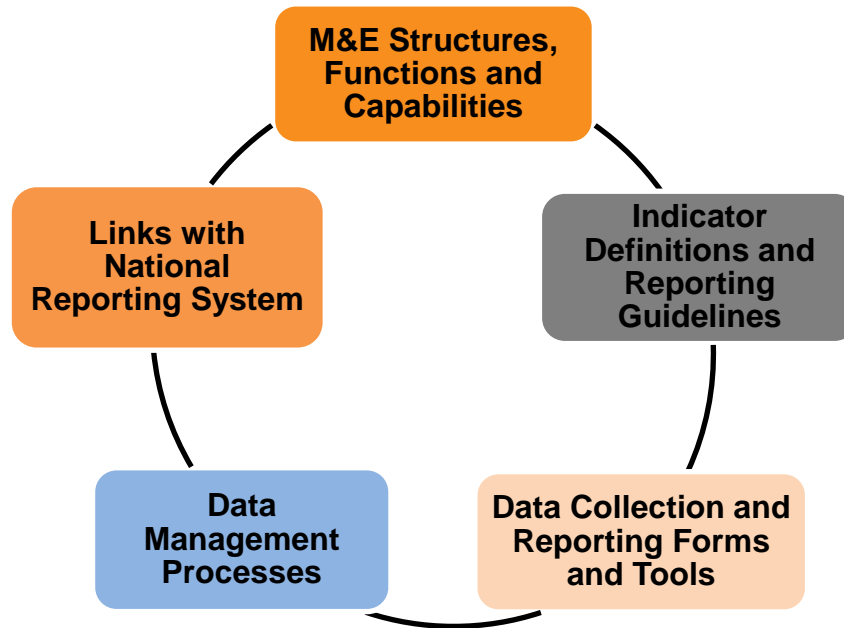 M&E Structures,
Functions and
Capabilities
Indicator
Definitions and
Reporting
Guidelines
Data Collection and
Reporting Forms
and Tools
Data
Management
Processes
Links with
National
Reporting System